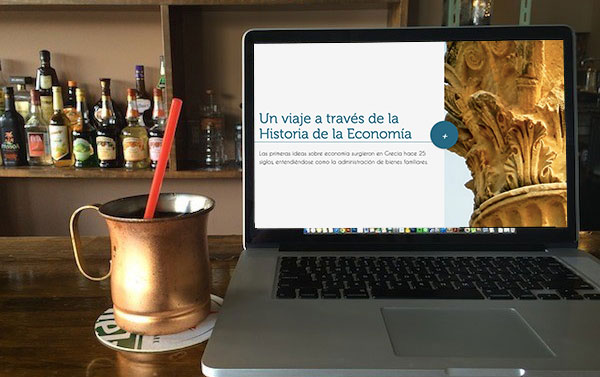 Un viaje a través de la
Historia de la Economía
+
Las primeras ideas sobre economía surgieron en Grecia hace 25
siglos, entendiéndose como la administración de bienes familiares.